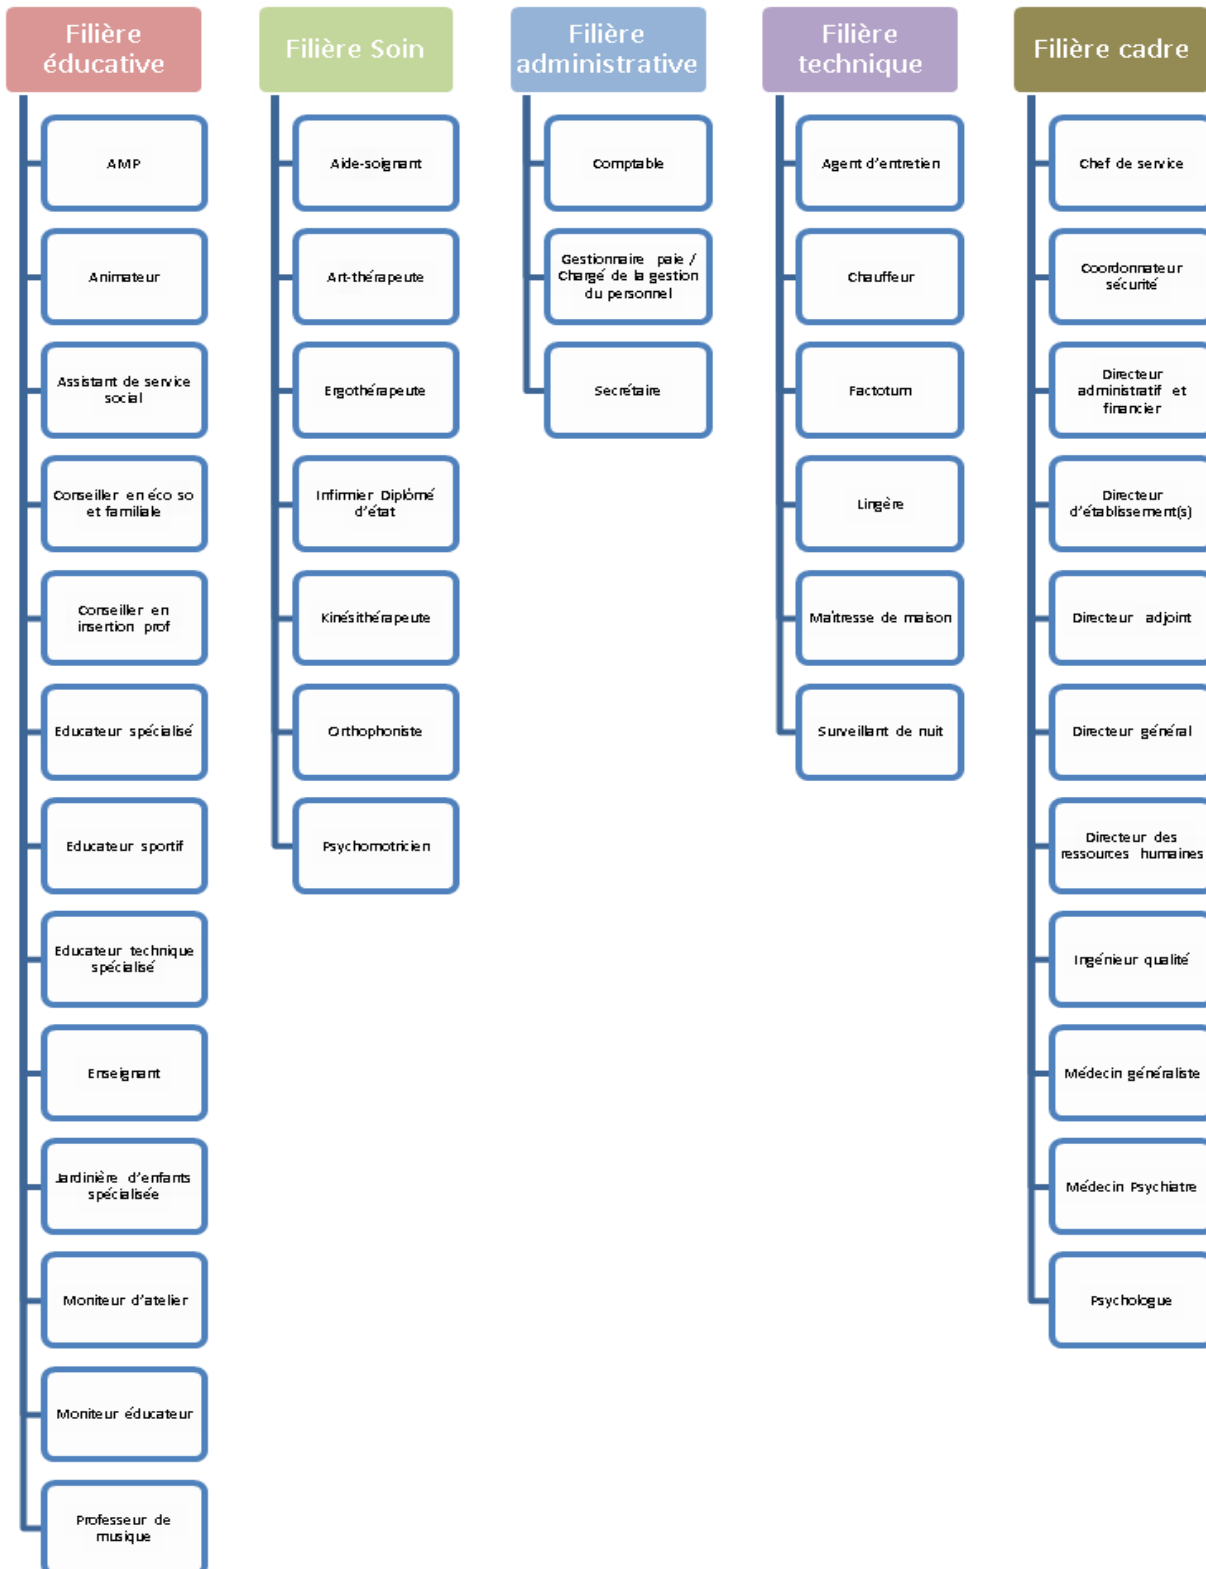 Filière
éducative
AMP
Animateur
Assistant de service
social
Conseiller en éco so
et familiale
Conseiller en
insertion prof
Educateur spécialisé
Educateur sportif
Educateur technique
spécialisé
Enseignant
Jardinière d'enfants
spécialisée
Moniteur d'atelier
Moniteur éducateur
Professeur de
musique
Filière Soin
Aide-soignant
Art-thérapeute
Ergothérapeute
Infirmier Diplômé
d'état
Kinésithérapeute
Orthophoniste
Psychomotricien
Filière
administrative
Comptable
Gestionnaire paie /
Chargé de la gestion
du personnel
Secrétaire
Filière
technique
Agent d'entretien
Chauffeur
Factotum
Lingère
Maîtresse de maison
Surveillant de nuit
Filière cadre
Chef de service
Coordonnateur
sécurité
Directeur
administratif et
financier
Directeur
d'établissement(s)
Directeur adjoint
Directeur général
Directeur des
ressources humaines
Ingénieur qualité
Médecin généraliste
Médecin Psychiatre
Psychologue